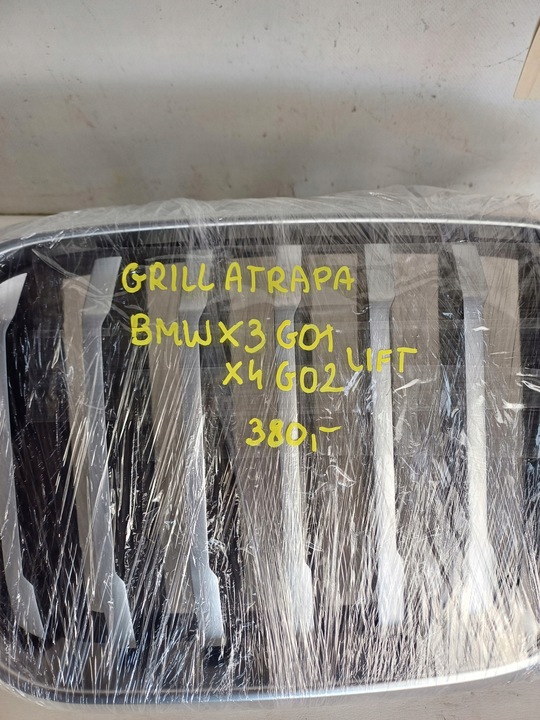 GRILL ATRAPA
BMW X3 G01
X4 G02 LIFT
380,-